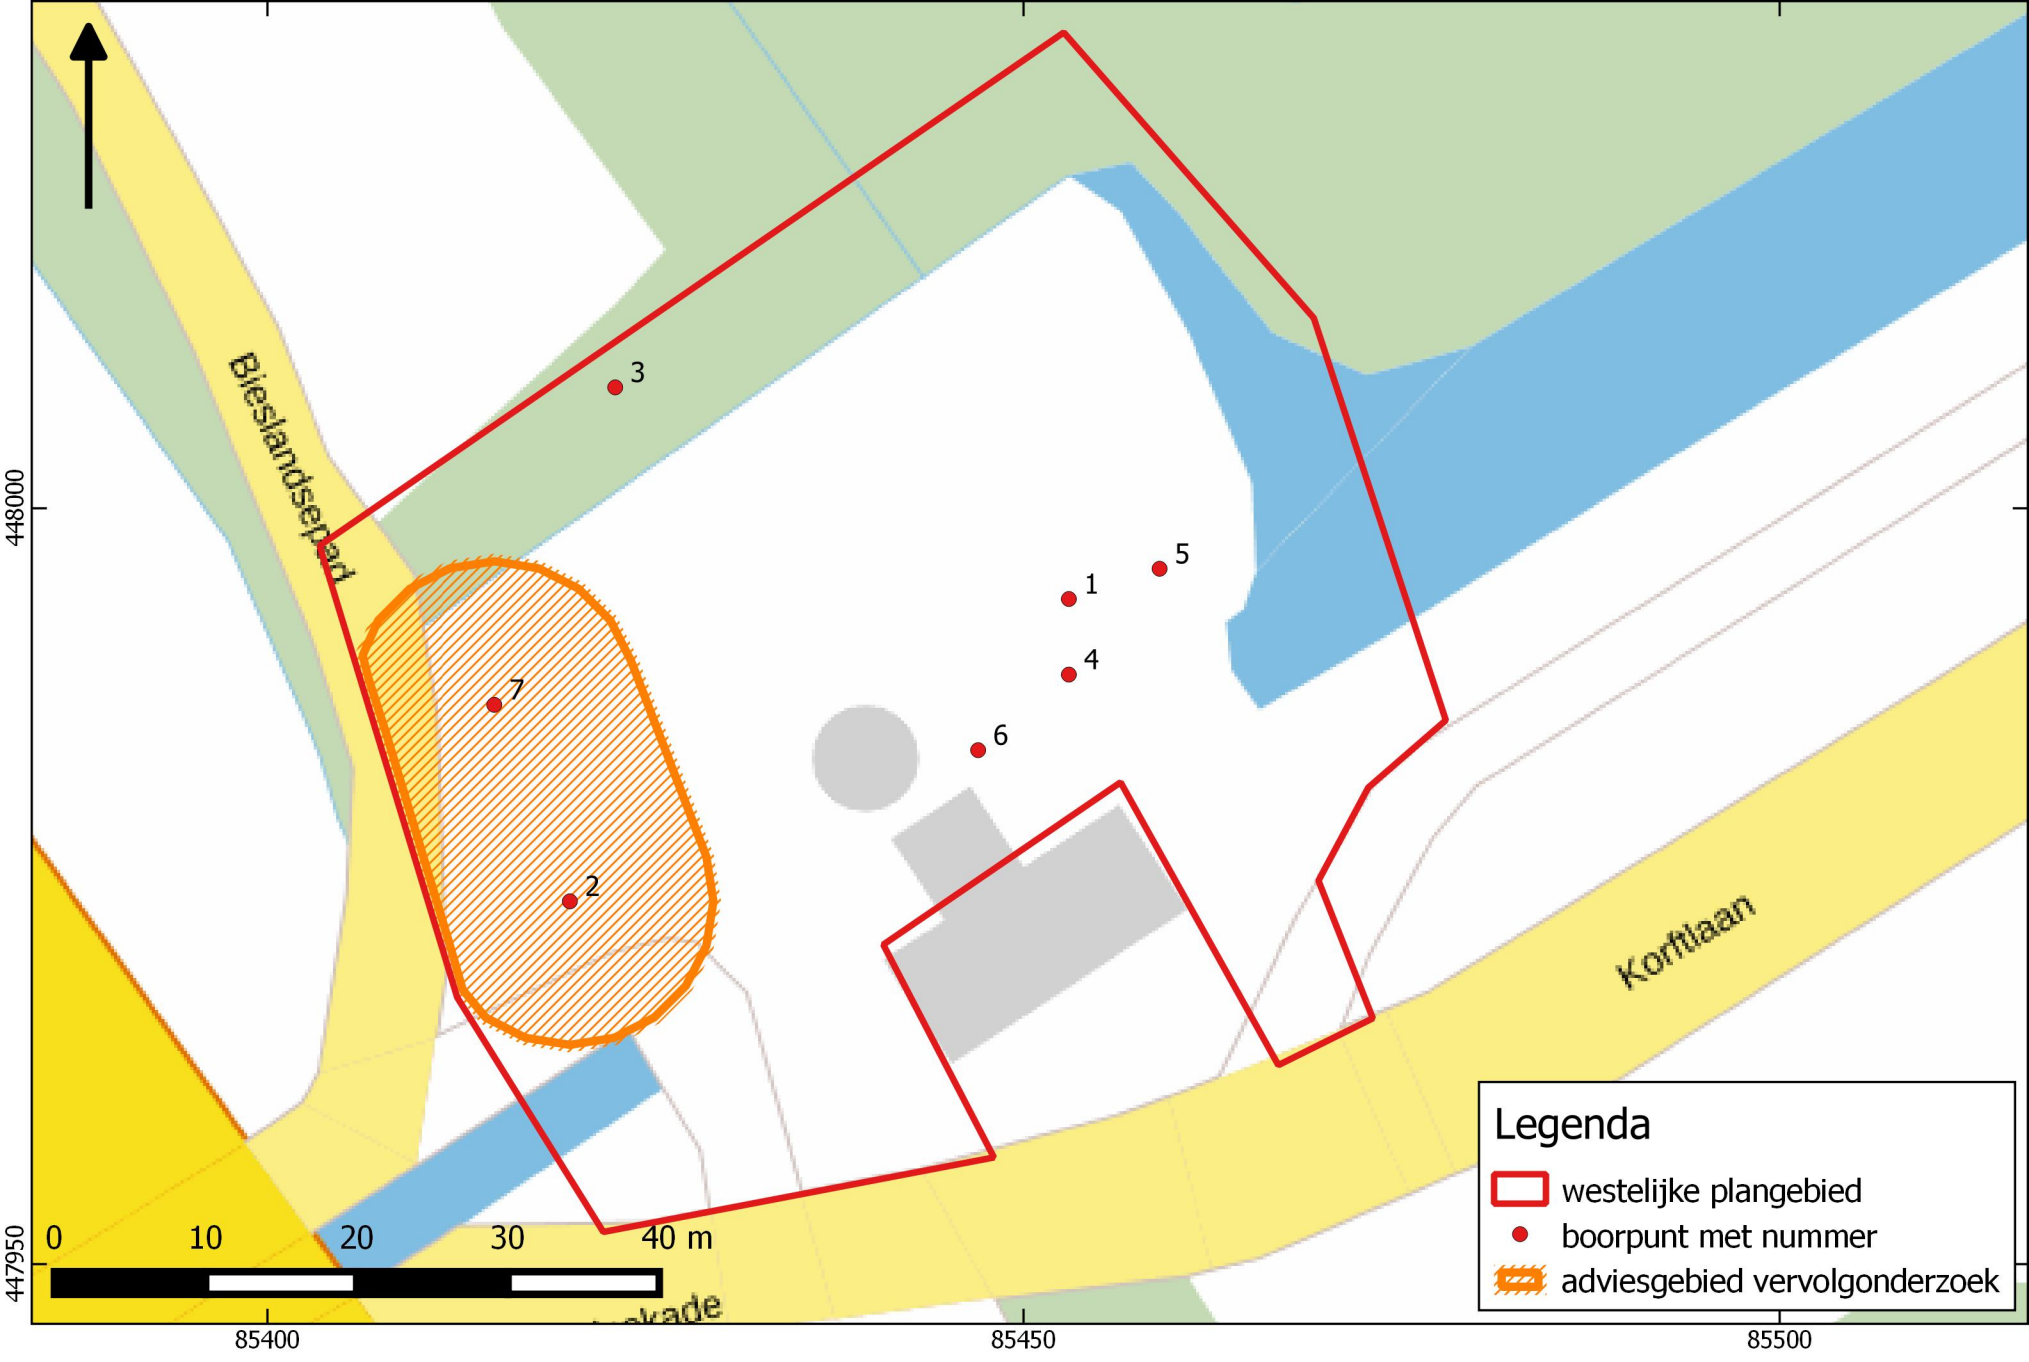 Bieslandsepad
3
5
1
4
7
6
2
448000
Korftlaan
Legenda
westelijke plangebied
boorpunt met nummer
adviesgebied vervolgonderzoek
0 10 20 30 40 m
447950
85400 85450 85500